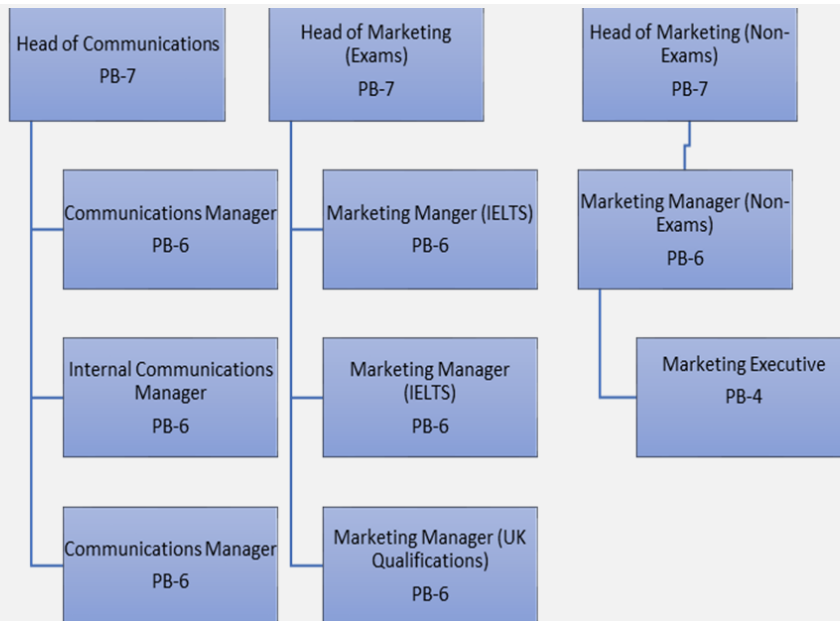 Head of Communications
PB-7
Communications Manager
PB-6
Internal Communications
Manager
PB-6
Communications Manager
PB-6
Head of Marketing
(Exams)
PB-7
Marketing Manger (IELTS)
PB-6
Marketing Manager
(IELTS)
PB-6
Marketing Manager (UK
Qualifications)
PB-6
Head of Marketing (Non-
Exams)
PB-7
Marketing Manager (Non-
Exams)
PB-6
Marketing Executive
PB-4